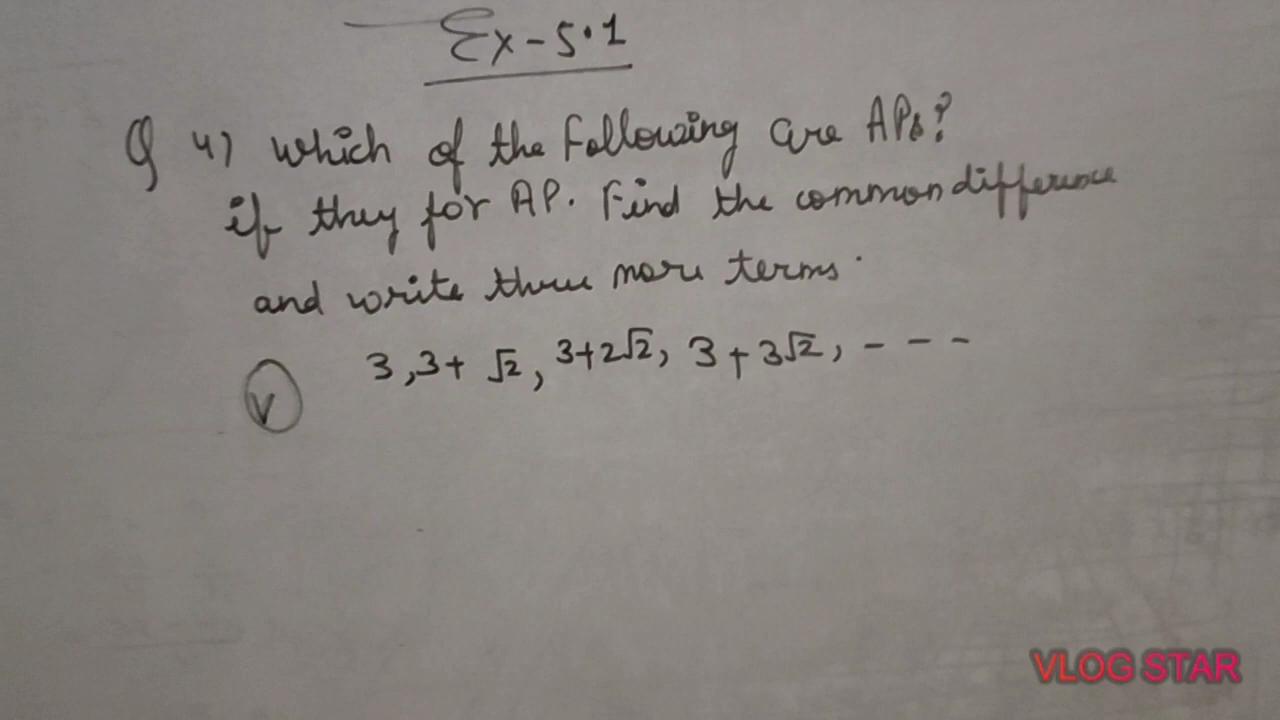 Ex-5.1
Q 4) which of the following are APs?
if they for AP. Find the common difference
and write three more terms.
V 3, 3+ √2, 3+2√2, 3+3√2, - - -
VLOG STAR